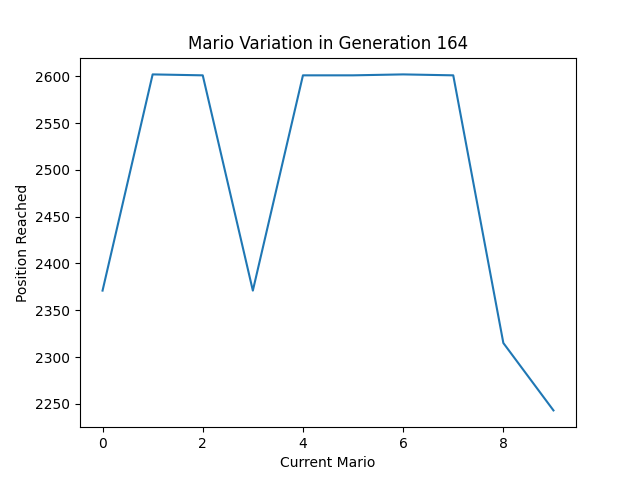 Mario Variation in Generation 164
2600
2550
2500
2450
2400
2350
2300
2250
Position Reached
0 2 4 6 8
Current Mario